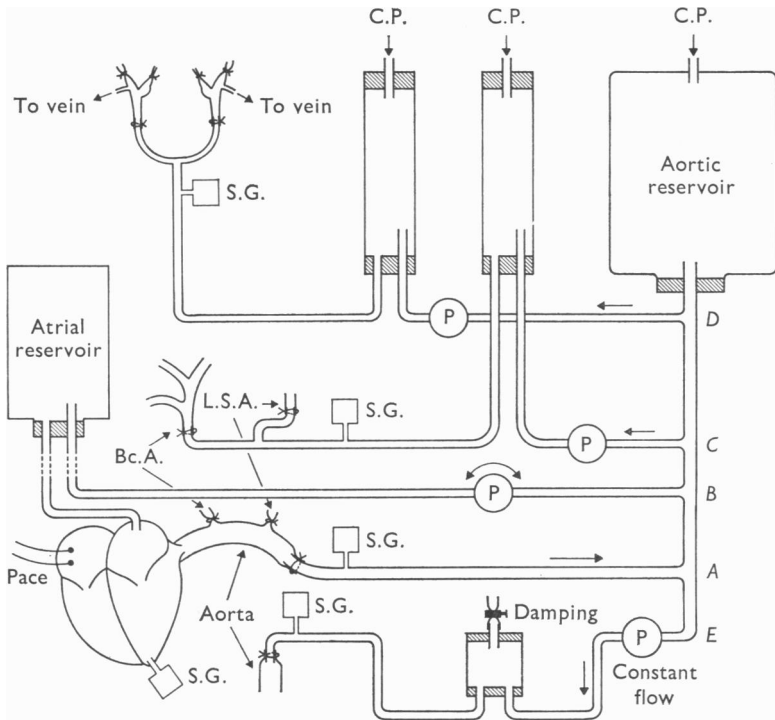 C.P.
C.P.
C.P.
To vein
To vein
S.G.
Aortic
reservoir
P
D
Atrial
reservoir
L.S.A.
S.G.
P
C
Bc.A.
P
B
S.G.
A
Pace
Aorta
S.G.
Damping
P
E
Constant
flow
S.G.